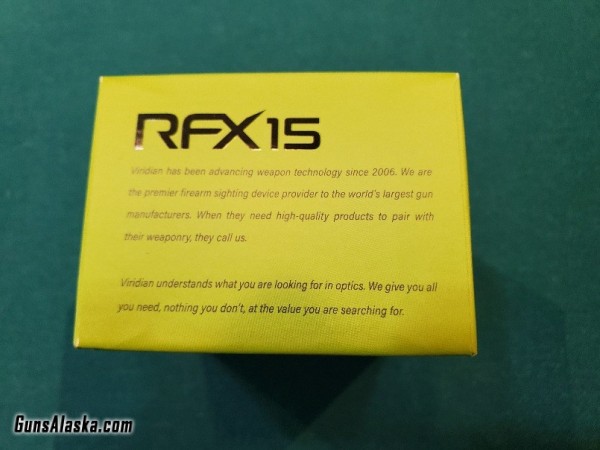 RFX15
Viridian has been advancing weapon technology since 2006. We are
the premier firearm sighting device provider to the world's largest gun
manufacturers. When they need high-quality products to pair with
their weaponry, they call us.
Viridian understands what you are looking for in optics. We give you all
you need, nothing you don't, at the value you are searching for.
GunsAlaska.com